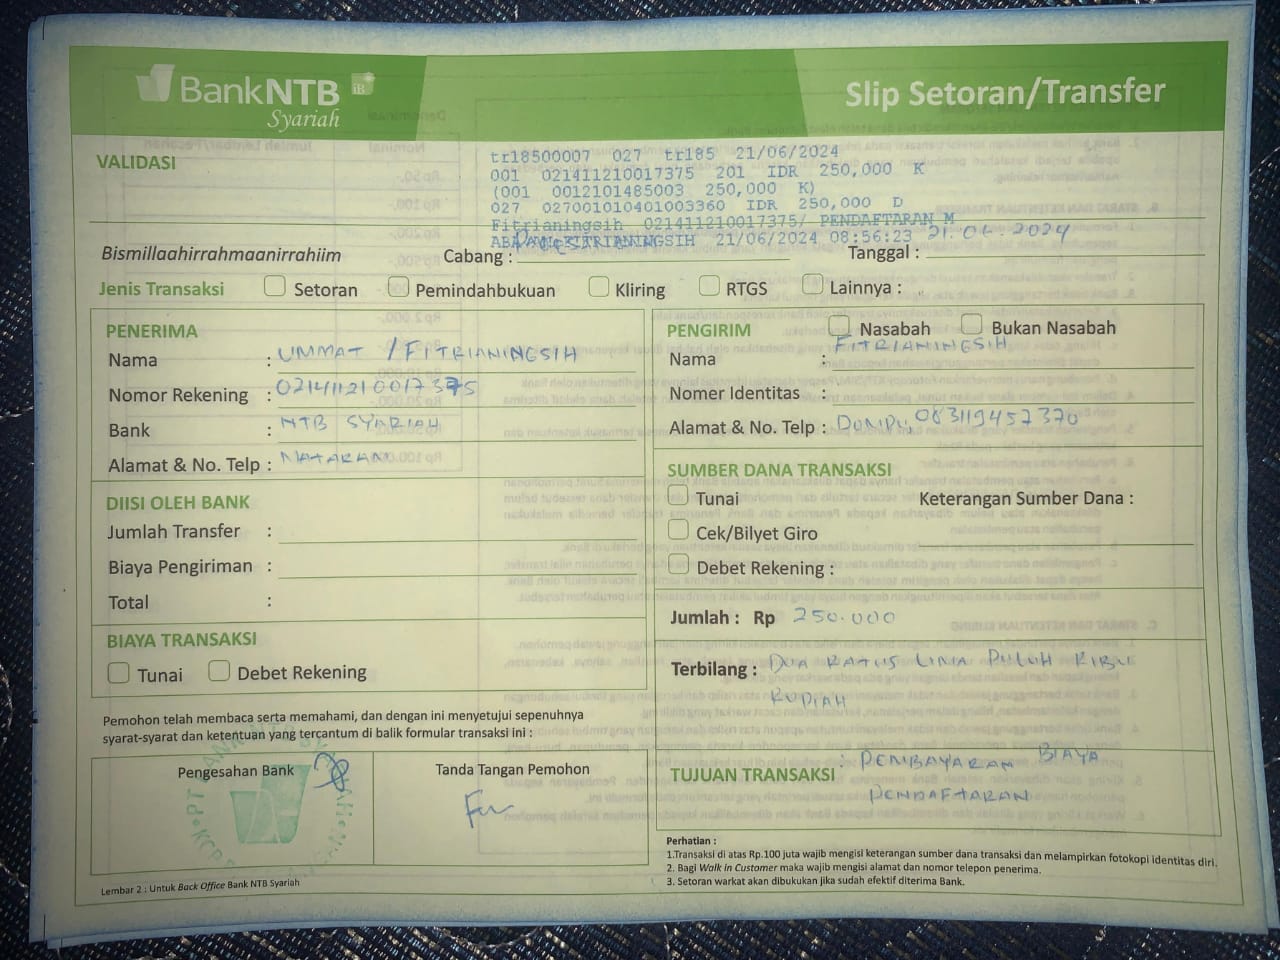 BankNTB iB
Syariah
Slip Setoran/Transfer
VALIDASI
tr18500007 027 tr185 21/06/2024
001 021411210017375 201 IDR 250,000 K
(001 0012101485003 250,000 K)
027 027001010401003360 IDR 250,000 D
Fitrianingsih 021411210017375/ PENDAFTARAN M
FITRIANINGSIH 21/06/2024 08:56:23
Bismillaahirrahmaanirrahiim
Cabang :
Tanggal : 21.06.2024
Jenis Transaksi Setoran Pemindahbukuan Kliring RTGS Lainnya :
PENERIMA
Nama : UMMAT / FITRIANINGSIH
Nomor Rekening : 021411210017375
Bank : NTB SYARIAH
Alamat & No. Telp : MATARAM
PENGIRIM Nasabah Bukan Nasabah
Nama : FITRIANINGSIH
Nomer Identitas :
Alamat & No. Telp : DOMPU, 083119457370
DIISI OLEH BANK
Jumlah Transfer :
Biaya Pengiriman :
Total :
SUMBER DANA TRANSAKSI
Tunai Keterangan Sumber Dana :
Cek/Bilyet Giro
Debet Rekening :
Jumlah : Rp 250.000
BIAYA TRANSAKSI
Tunai Debet Rekening
Terbilang : DUA RATUS LIMA PULUH RIBU
RUPIAH
Pemohon telah membaca serta memahami, dan dengan ini menyetujui sepenuhnya
syarat-syarat dan ketentuan yang tercantum di balik formular transaksi ini :
Pengesahan Bank
Tanda Tangan Pemohon
TUJUAN TRANSAKSI : PEMBAYARAN BIAYA
PENDAFTARAN
Lembar 2 : Untuk Back Office Bank NTB Syariah
Perhatian :
1.Transaksi di atas Rp.100 juta wajib mengisi keterangan sumber dana transaksi dan melampirkan fotokopi identitas diri.
2. Bagi Walk in Customer maka wajib mengisi alamat dan nomor telepon penerima.
3. Setoran warkat akan dibukukan jika sudah efektif diterima Bank.